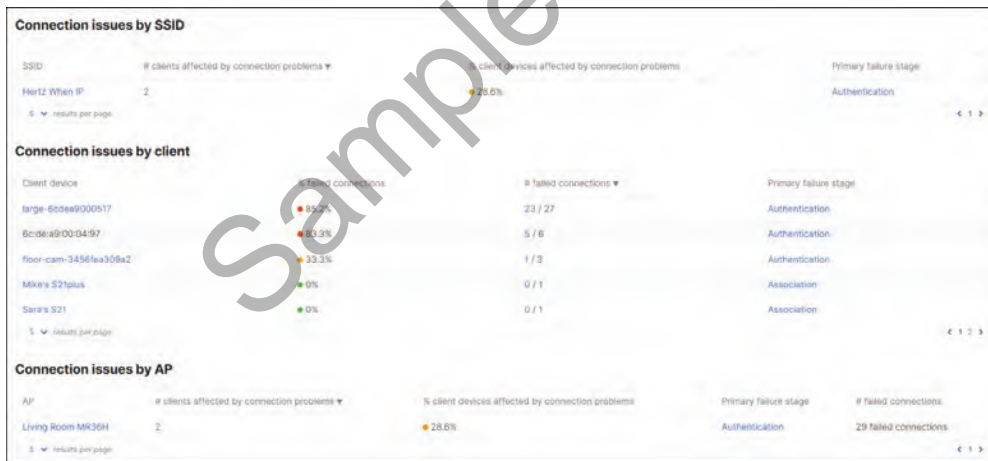 Connection issues by SSID
SSID # clients affected by connection problems ▼ % client devices affected by connection problems Primary failure stage
Hertz When IP 2 28.6% Authentication
5 results per page < 1 >
Connection issues by client
Client device % failed connections # failed connections ▼ Primary failure stage
large-6cdea9000517 85.2% 23 / 27 Authentication
6c:de:a9:00:04:97 83.3% 5 / 6 Authentication
floor-cam-3456fea309a2 33.3% 1 / 3 Authentication
Mike's S21plus 0% 0 / 1 Association
Sara's S21 0% 0 / 1 Association
5 results per page < 1 2 >
Connection issues by AP
AP # clients affected by connection problems ▼ % client devices affected by connection problems Primary failure stage # failed connections
Living Room MR36H 2 28.6% Authentication 29 failed connections
5 results per page < 1 >
Sample